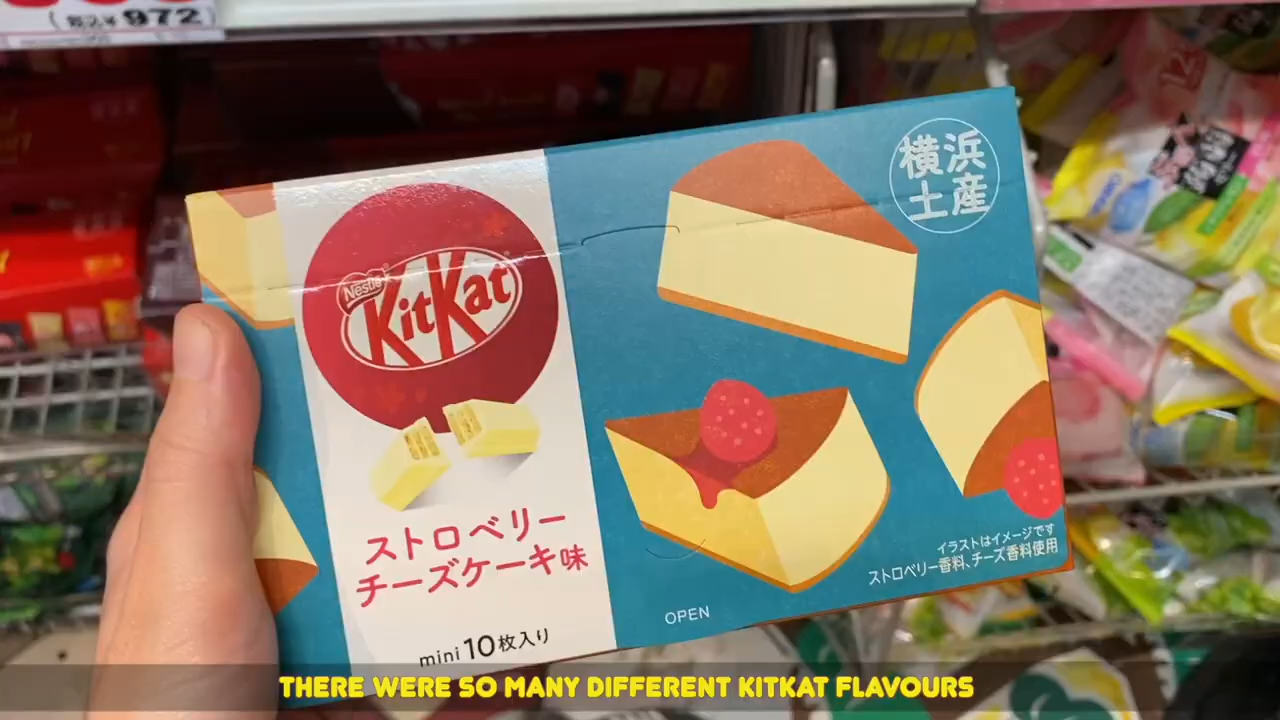 972
横浜
土産
Nestlé
KitKat
ストロベリー
チーズケーキ味
mini 10枚入り
イラストはイメージです
ストロベリー香料、チーズ香料使用
OPEN
THERE WERE SO MANY DIFFERENT KITKAT FLAVOURS